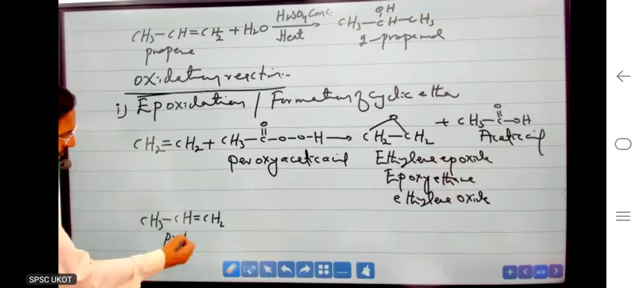 OH
CH3-CH=CH2 + H2O H2SO4 Conc. Heat → CH3-CH-CH3
propene 2-propanol
oxidation reaction:-
i) Epoxidation / Formation of cyclic ether
CH2=CH2 + CH3-C-O-O-H → CH2-CH2 + CH3-C-OH
O O O
peroxyacetic acid Ethylene epoxide Acetic acid
Epoxy ethane
ethylene oxide
CH3-CH=CH2
SPSC UKOT